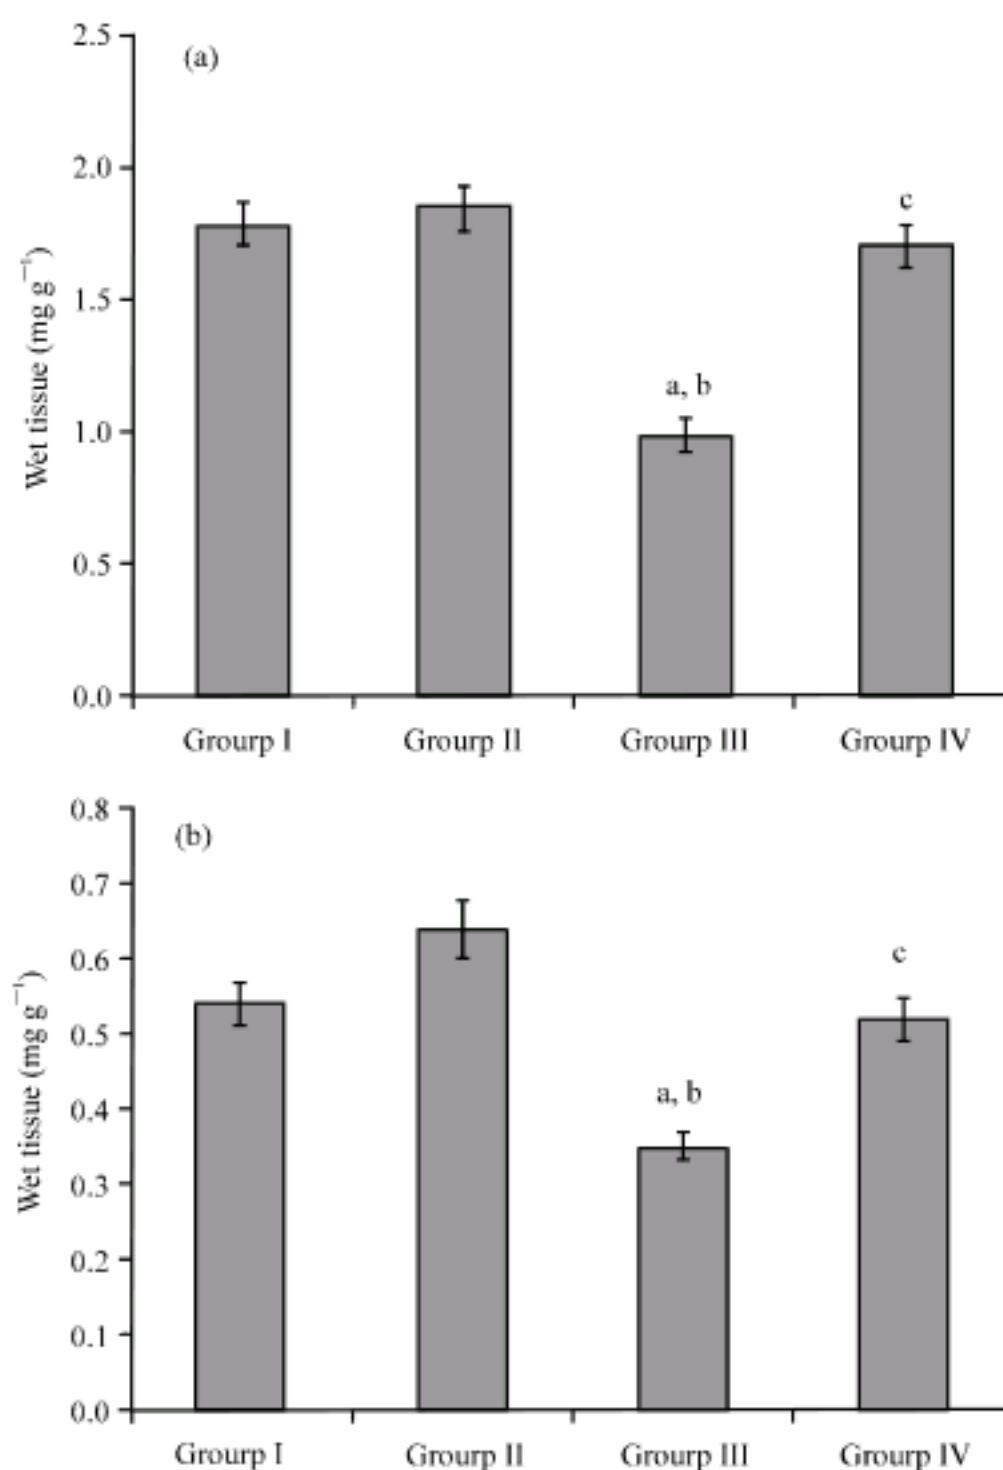 (a)
2.5
2.0
1.5
1.0
0.5
0.0
Wet tissue (mg g⁻¹)
a, b
c
Grourp I
Grourp II
Grourp III
Grourp IV
(b)
0.8
0.7
0.6
0.5
0.4
0.3
0.2
0.1
0.0
Wet tissue (mg g⁻¹)
a, b
c
Grourp I
Grourp II
Grourp III
Grourp IV